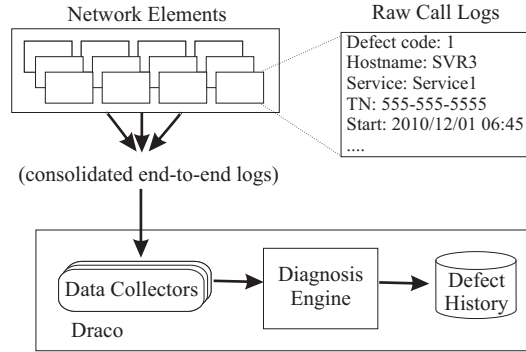 Network Elements
Raw Call Logs
Defect code: 1
Hostname: SVR3
Service: Service1
TN: 555-555-5555
Start: 2010/12/01 06:45
....
(consolidated end-to-end logs)
Data Collectors
Diagnosis
Engine
Defect
History
Draco